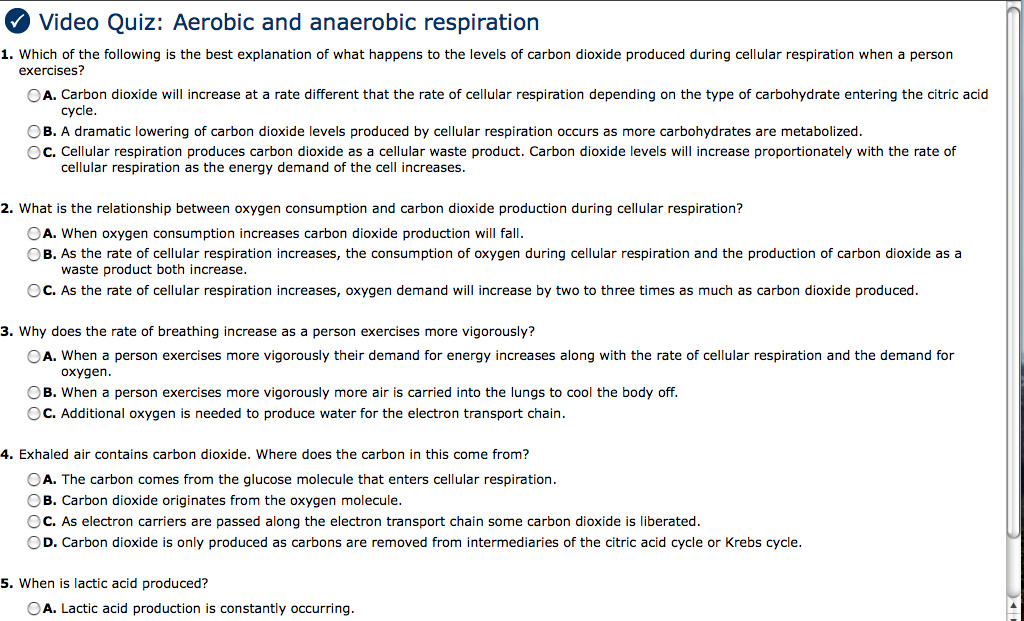 Video Quiz: Aerobic and anaerobic respiration
1. Which of the following is the best explanation of what happens to the levels of carbon dioxide produced during cellular respiration when a person
exercises?
A. Carbon dioxide will increase at a rate different that the rate of cellular respiration depending on the type of carbohydrate entering the citric acid
cycle.
B. A dramatic lowering of carbon dioxide levels produced by cellular respiration occurs as more carbohydrates are metabolized.
C. Cellular respiration produces carbon dioxide as a cellular waste product. Carbon dioxide levels will increase proportionately with the rate of
cellular respiration as the energy demand of the cell increases.
2. What is the relationship between oxygen consumption and carbon dioxide production during cellular respiration?
A. When oxygen consumption increases carbon dioxide production will fall.
B. As the rate of cellular respiration increases, the consumption of oxygen during cellular respiration and the production of carbon dioxide as a
waste product both increase.
C. As the rate of cellular respiration increases, oxygen demand will increase by two to three times as much as carbon dioxide produced.
3. Why does the rate of breathing increase as a person exercises more vigorously?
A. When a person exercises more vigorously their demand for energy increases along with the rate of cellular respiration and the demand for
oxygen.
B. When a person exercises more vigorously more air is carried into the lungs to cool the body off.
C. Additional oxygen is needed to produce water for the electron transport chain.
4. Exhaled air contains carbon dioxide. Where does the carbon in this come from?
A. The carbon comes from the glucose molecule that enters cellular respiration.
B. Carbon dioxide originates from the oxygen molecule.
C. As electron carriers are passed along the electron transport chain some carbon dioxide is liberated.
D. Carbon dioxide is only produced as carbons are removed from intermediaries of the citric acid cycle or Krebs cycle.
5. When is lactic acid produced?
A. Lactic acid production is constantly occurring.